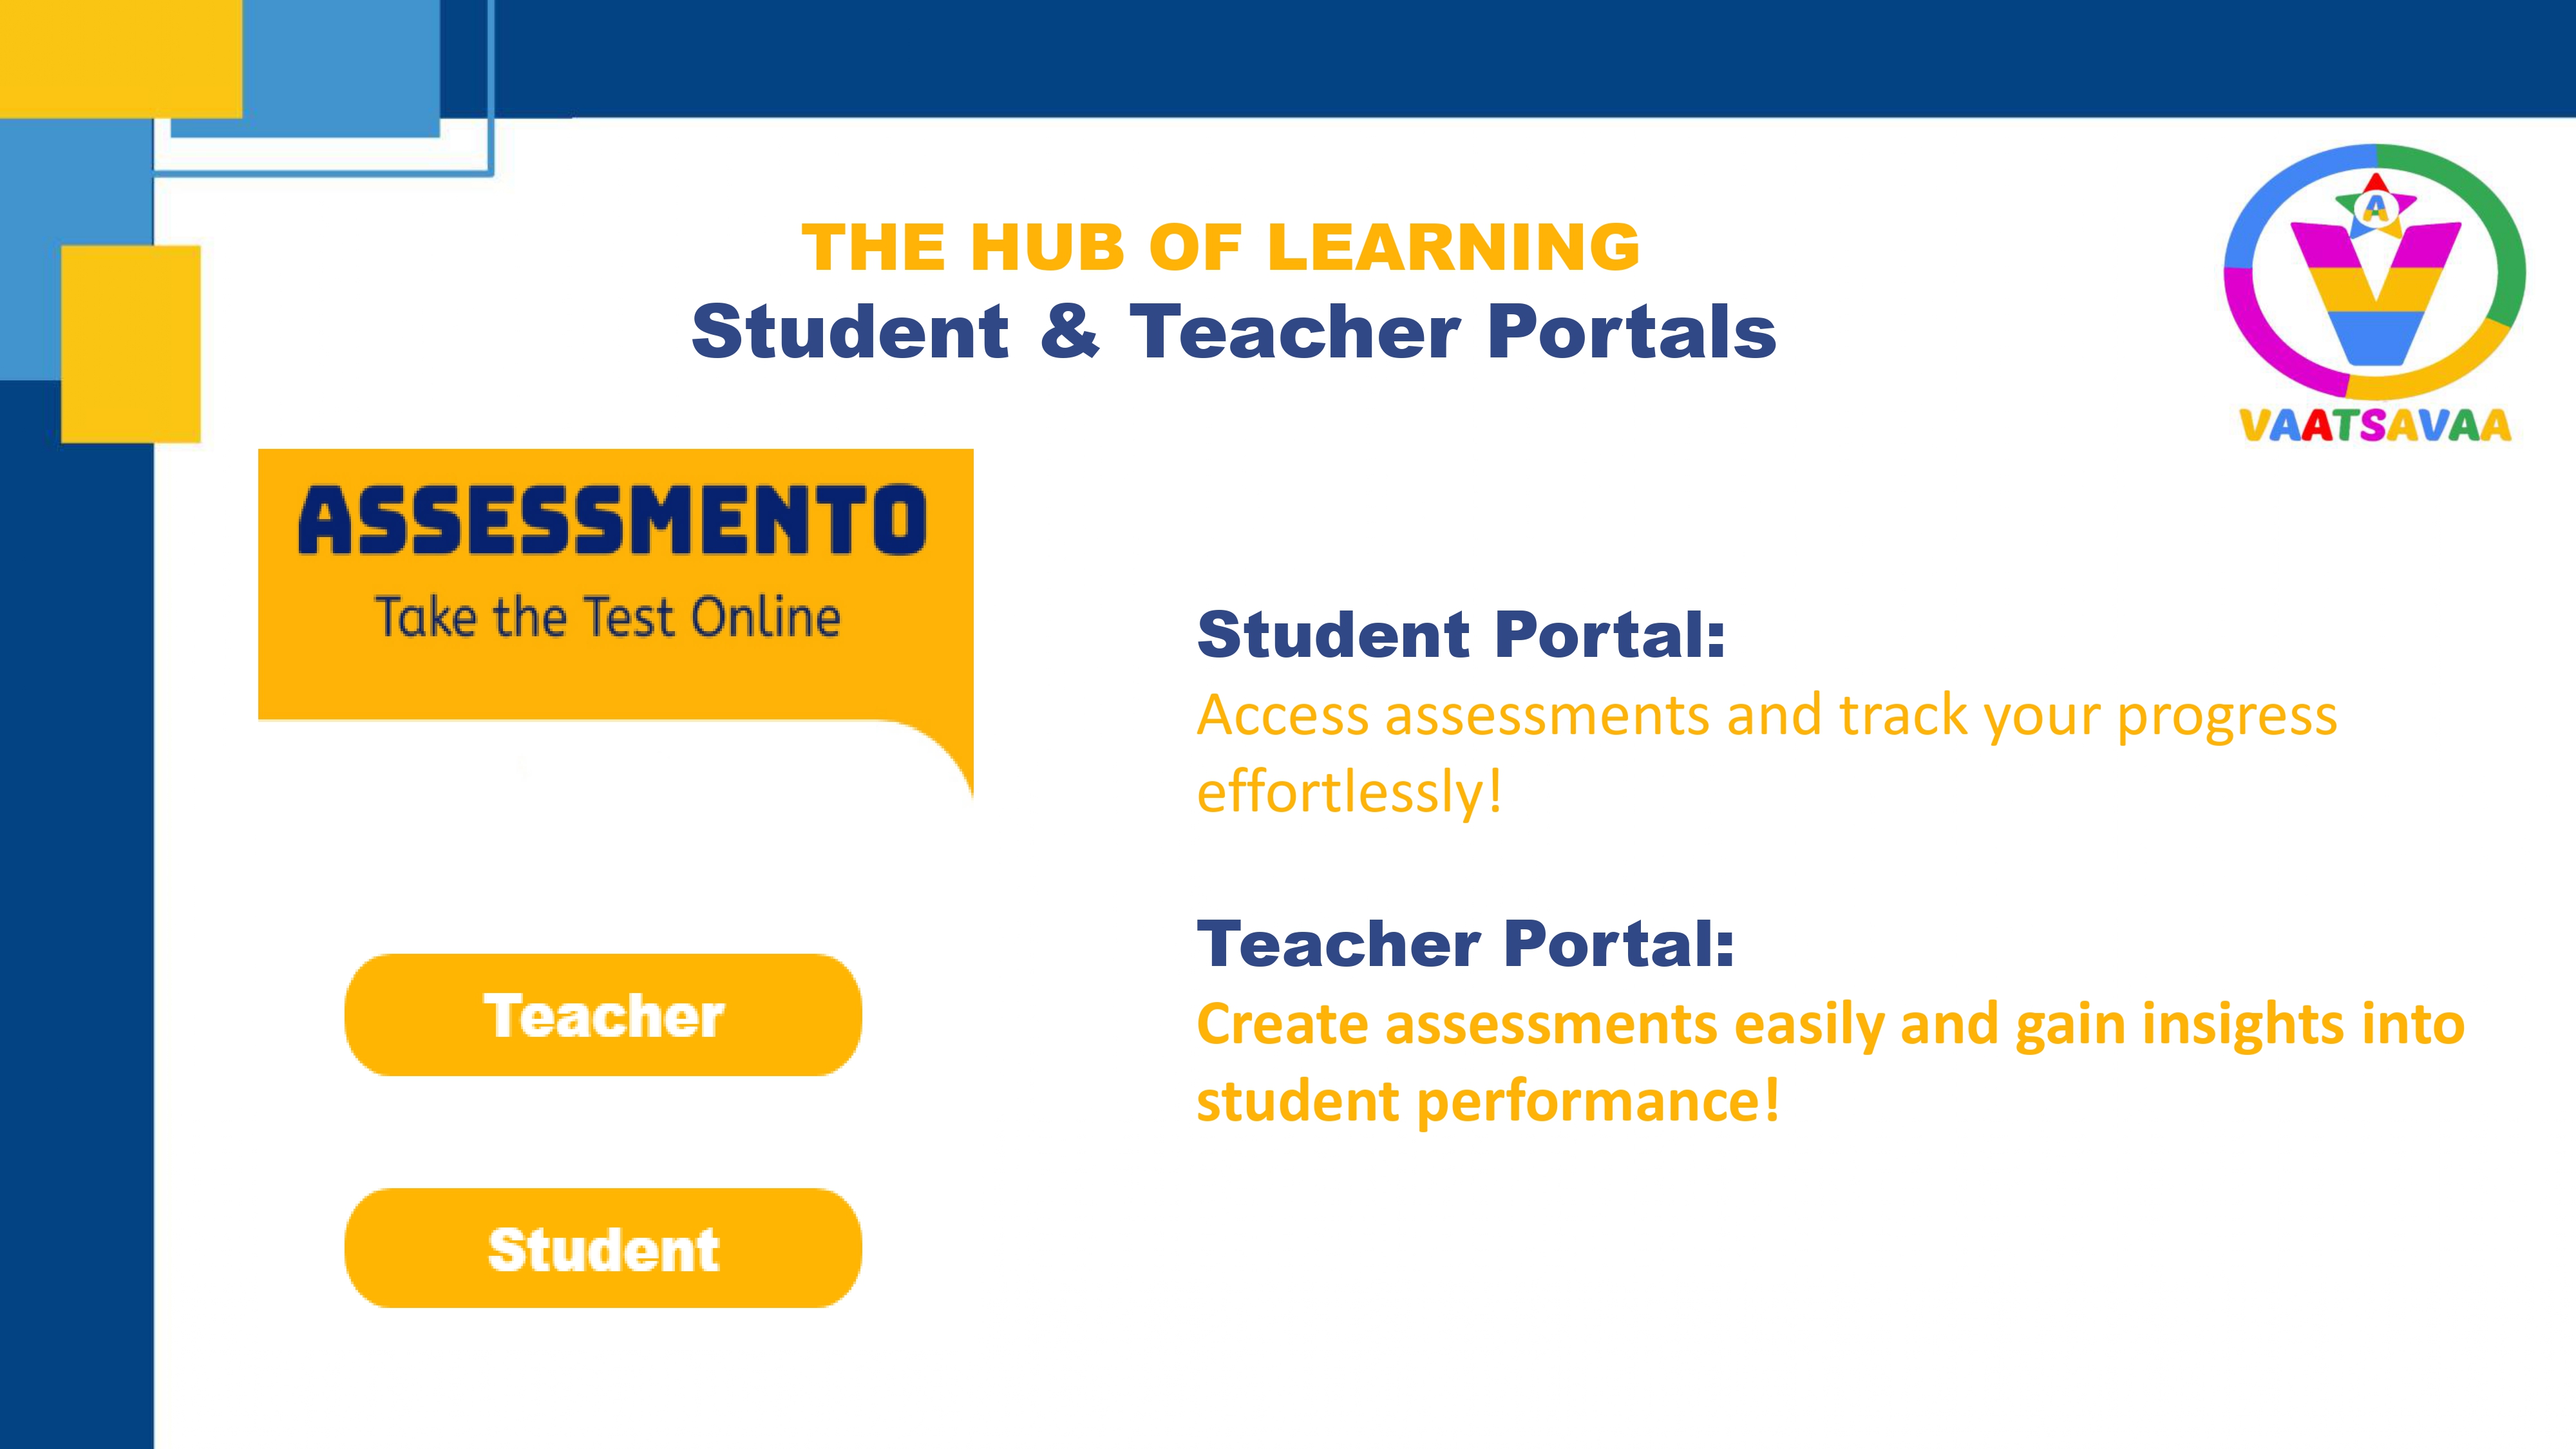 THE HUB OF LEARNING
Student & Teacher Portals
A
VAATSAVAA
ASSESSMENTO
Take the Test Online
Teacher
Student
Student Portal:
Access assessments and track your progress
effortlessly!
Teacher Portal:
Create assessments easily and gain insights into
student performance!